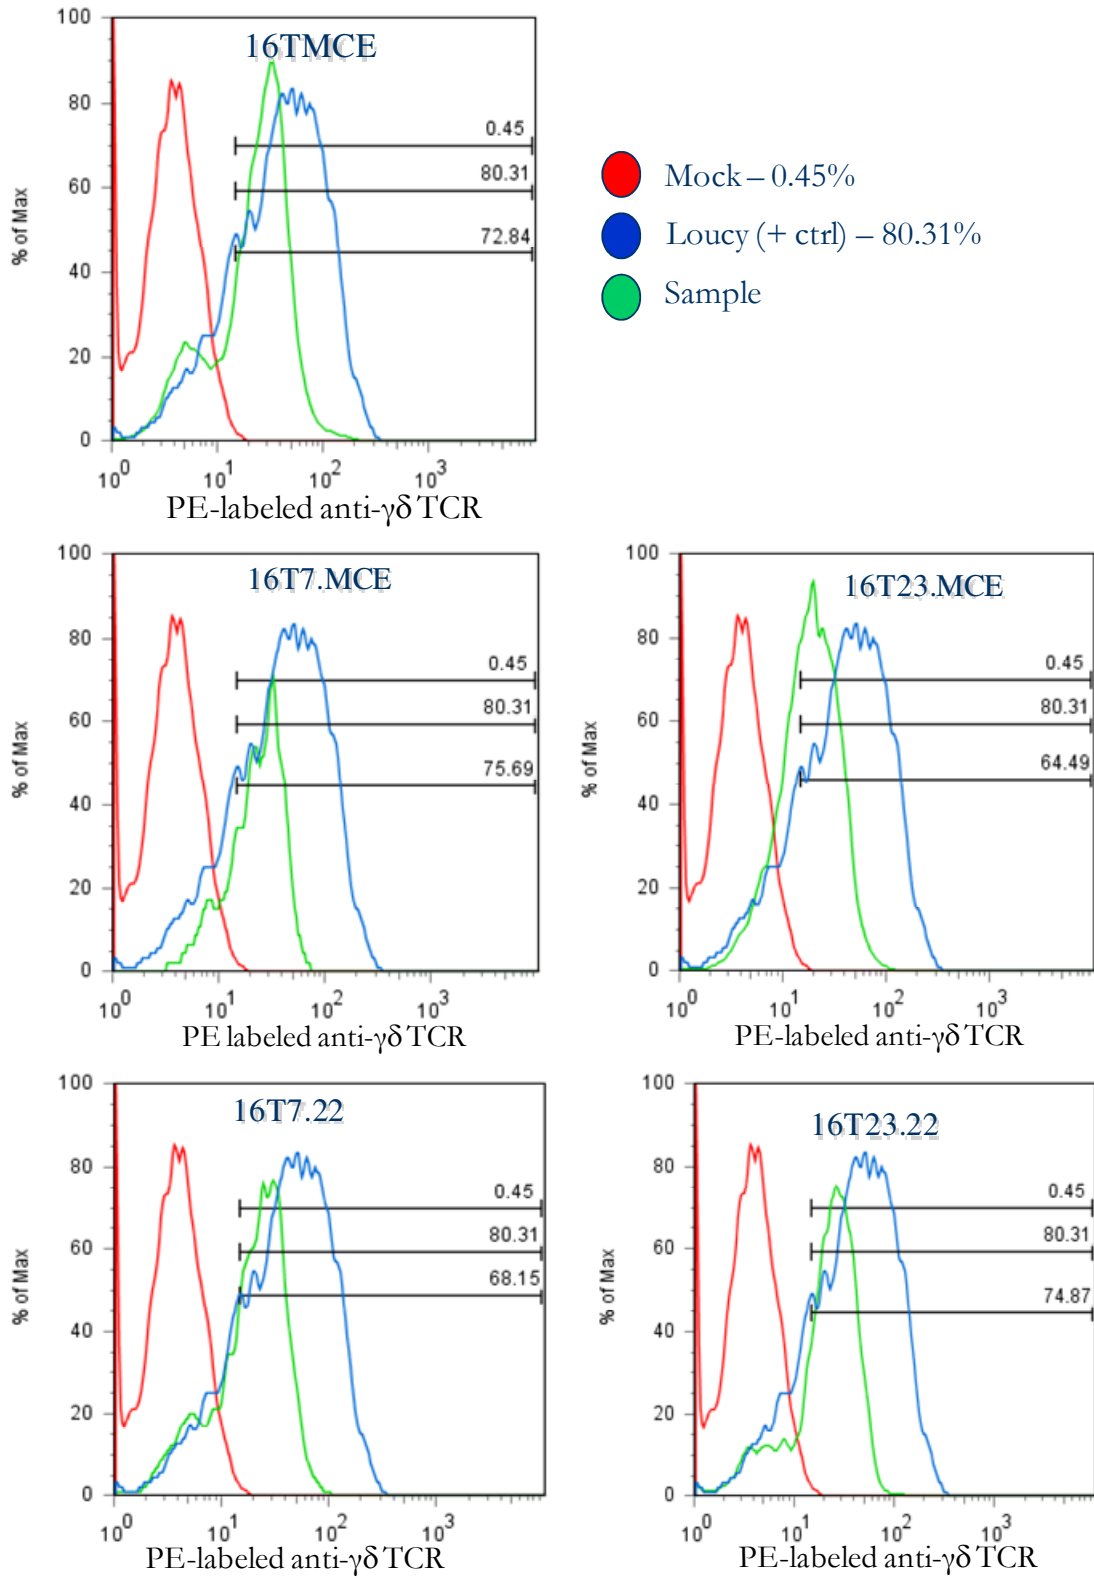 16TMCE
100
80
60
40
20
0
% of Max
0.45
80.31
72.84
10^0 10^1 10^2 10^3
PE-labeled anti-γδ TCR
Mock – 0.45%
Loucy (+ ctrl) – 80.31%
Sample
16T7.MCE
100
80
60
40
20
0
% of Max
0.45
80.31
75.69
10^0 10^1 10^2 10^3
PE labeled anti-γδ TCR
16T23.MCE
100
80
60
40
20
0
% of Max
0.45
80.31
64.49
10^0 10^1 10^2 10^3
PE-labeled anti-γδ TCR
16T7.22
100
80
60
40
20
0
% of Max
0.45
80.31
68.15
10^0 10^1 10^2 10^3
PE-labeled anti-γδ TCR
16T23.22
100
80
60
40
20
0
% of Max
0.45
80.31
74.87
10^0 10^1 10^2 10^3
PE-labeled anti-γδ TCR